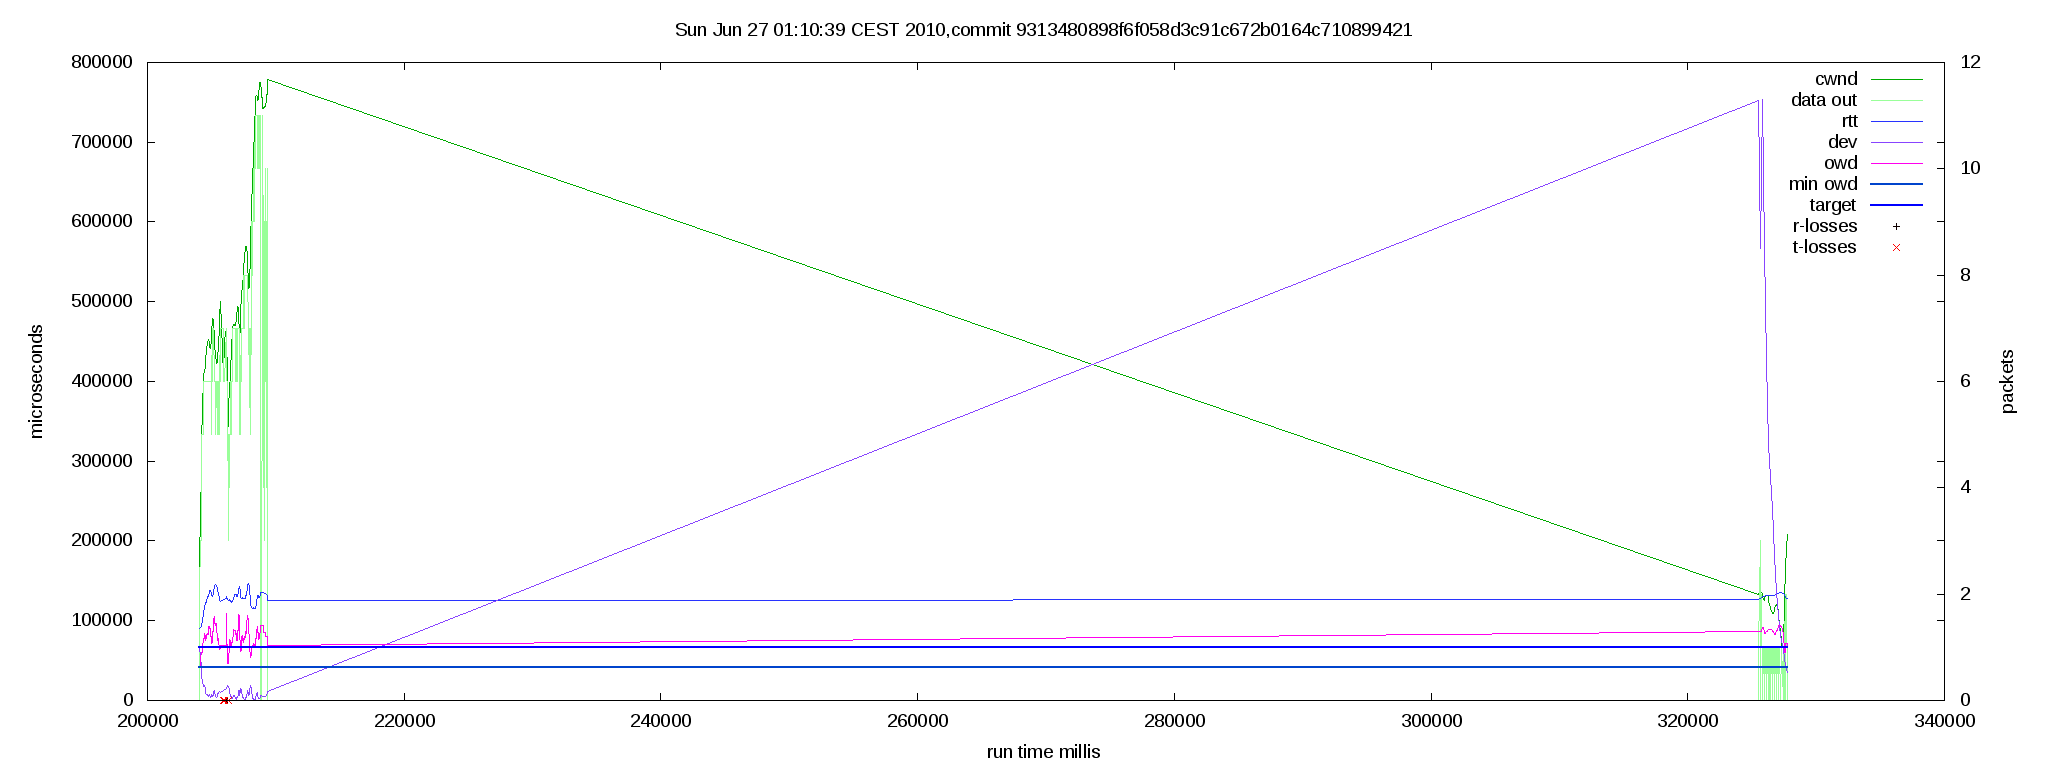 Sun Jun 27 01:10:39 CEST 2010,commit 9313480898f6f058d3c91c672b0164c710899421
800000
700000
600000
500000
400000
300000
200000
100000
0
microseconds
12
10
8
6
4
2
0
packets
cwnd
data out
rtt
dev
owd
min owd
target
r-losses
t-losses
200000 220000 240000 260000 280000 300000 320000 340000
run time millis